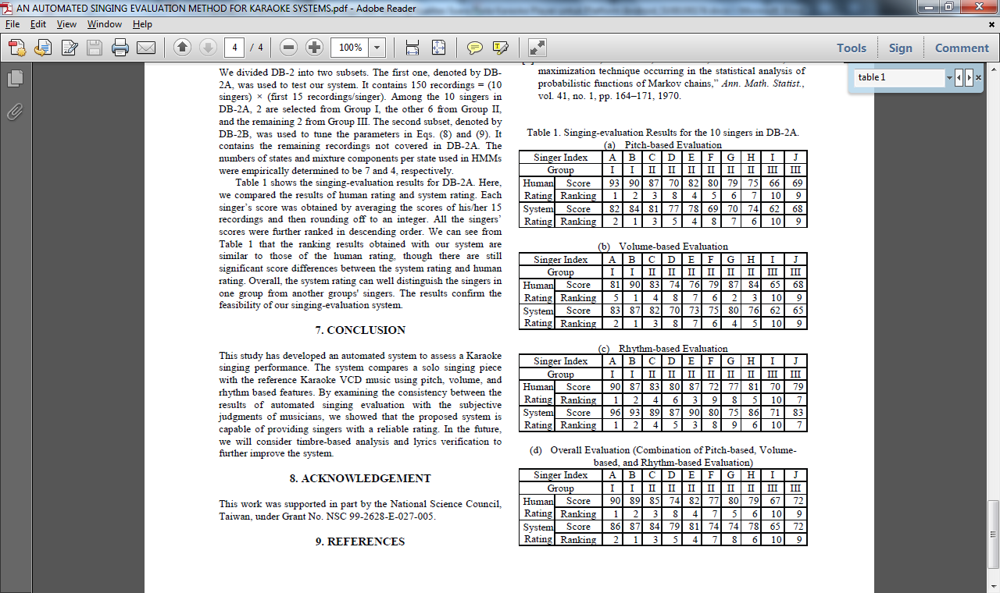 AN AUTOMATED SINGING EVALUATION METHOD FOR KARAOKE SYSTEMS.pdf - Adobe Reader
File Edit View Window Help
4 / 4 100% Tools Sign Comment
table 1
We divided DB-2 into two subsets. The first one, denoted by DB-
2A, was used to test our system. It contains 150 recordings = (10
singers) × (first 15 recordings/singer). Among the 10 singers in
DB-2A, 2 are selected from Group I, the other 6 from Group II,
and the remaining 2 from Group III. The second subset, denoted by
DB-2B, was used to tune the parameters in Eqs. (8) and (9). It
contains the remaining recordings not covered in DB-2A. The
numbers of states and mixture components per state used in HMMs
were empirically determined to be 7 and 4, respectively.
Table 1 shows the singing-evaluation results for DB-2A. Here,
we compared the results of human rating and system rating. Each
singer's score was obtained by averaging the scores of his/her 15
recordings and then rounding off to an integer. All the singers'
scores were further ranked in descending order. We can see from
Table 1 that the ranking results obtained with our system are
similar to those of the human rating, though there are still
significant score differences between the system rating and human
rating. Overall, the system rating can well distinguish the singers in
one group from another groups' singers. The results confirm the
feasibility of our singing-evaluation system.
7. CONCLUSION
This study has developed an automated system to assess a Karaoke
singing performance. The system compares a solo singing piece
with the reference Karaoke VCD music using pitch, volume, and
rhythm based features. By examining the consistency between the
results of automated singing evaluation with the subjective
judgments of musicians, we showed that the proposed system is
capable of providing singers with a reliable rating. In the future,
we will consider timbre-based analysis and lyrics verification to
further improve the system.
8. ACKNOWLEDGEMENT
This work was supported in part by the National Science Council,
Taiwan, under Grant No. NSC 99-2628-E-027-005.
9. REFERENCES
maximization technique occurring in the statistical analysis of
probabilistic functions of Markov chains,” Ann. Math. Statist.,
vol. 41, no. 1, pp. 164–171, 1970.
Table 1. Singing-evaluation Results for the 10 singers in DB-2A.
(a) Pitch-based Evaluation
Singer Index A B C D E F G H I J
Group I I II II II II II II III III
Human Score 93 90 87 70 82 80 79 75 66 69
Rating Ranking 1 2 3 8 4 5 6 7 10 9
System Score 82 84 81 77 78 69 70 74 62 68
Rating Ranking 2 1 3 5 4 8 7 6 10 9
(b) Volume-based Evaluation
Singer Index A B C D E F G H I J
Group I I II II II II II II III III
Human Score 81 90 83 74 76 79 87 84 65 68
Rating Ranking 5 1 4 8 7 6 2 3 10 9
System Score 83 87 82 70 73 75 80 76 62 65
Rating Ranking 2 1 3 8 7 6 4 5 10 9
(c) Rhythm-based Evaluation
Singer Index A B C D E F G H I J
Group I I II II II II II II III III
Human Score 90 87 83 80 87 72 77 81 70 79
Rating Ranking 1 2 4 6 3 9 8 5 10 7
System Score 96 93 89 87 90 80 75 86 71 83
Rating Ranking 1 2 4 5 3 8 9 6 10 7
(d) Overall Evaluation (Combination of Pitch-based, Volume-
based, and Rhythm-based Evaluation)
Singer Index A B C D E F G H I J
Group I I II II II II II II III III
Human Score 90 89 85 74 82 77 80 79 67 72
Rating Ranking 1 2 3 8 4 7 5 6 10 9
System Score 86 87 84 79 81 74 74 78 65 72
Rating Ranking 2 1 3 5 4 7 8 6 10 9